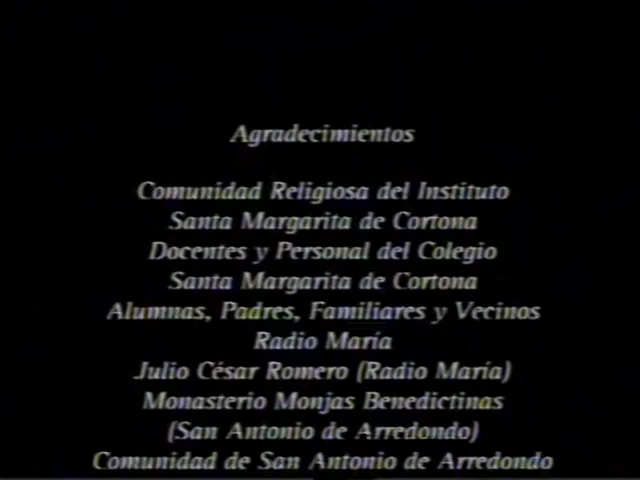 Agradecimientos
Comunidad Religiosa del Instituto
Santa Margarita de Cortona
Docentes y Personal del Colegio
Santa Margarita de Cortona
Alumnas, Padres, Familiares y Vecinos
Radio María
Julio César Romero (Radio María)
Monasterio Monjas Benedictinas
(San Antonio de Arredondo)
Comunidad de San Antonio de Arredondo